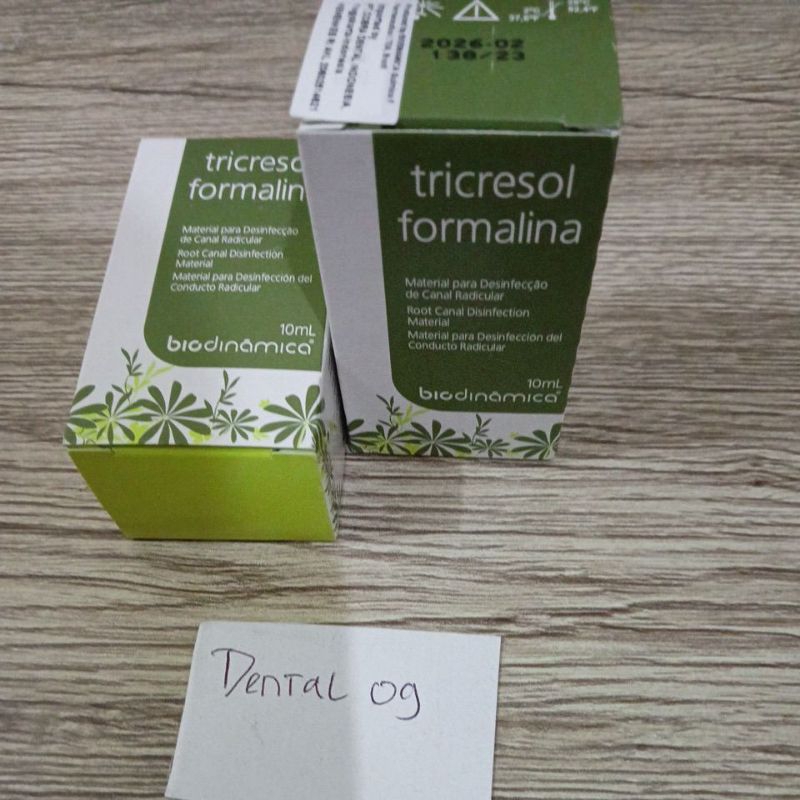 2026-02
138/23
tricresol
formalina
Material para Desinfecção
de Canal Radicular
Root Canal Disinfection
Material
Material para Desinfección del
Conducto Radicular
10mL
biodinâmica
tricreso
formalin
Material para Desinfecção
de Canal Radicular
Root Canal Disinfection
Material
Material para Desinfección del
Conducto Radicular
10mL
biodinâmica
Dental og